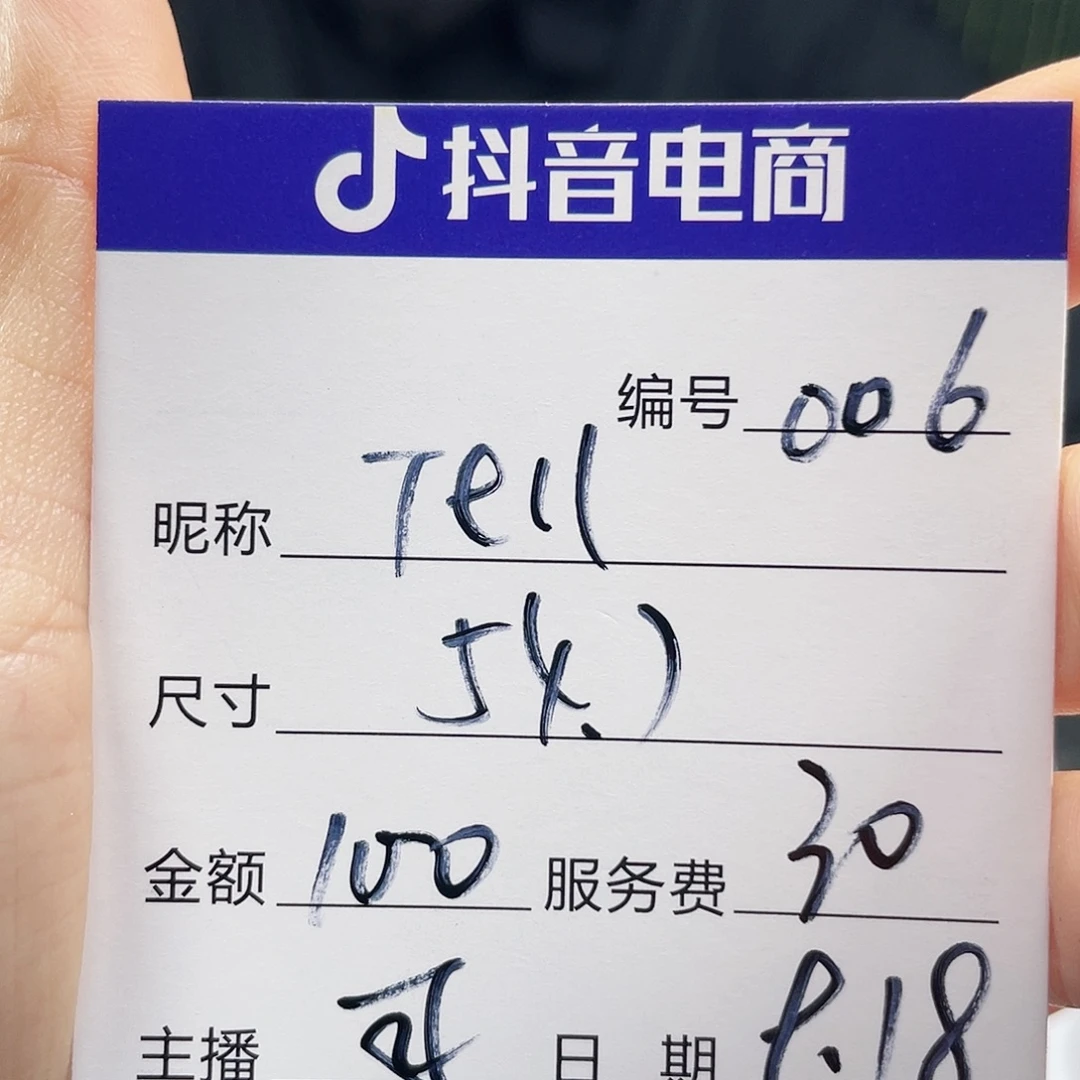 抖音电商
编号 006
昵称 Tell
尺寸 54.)
金额 100 服务费 30
主播 日 期 8.18